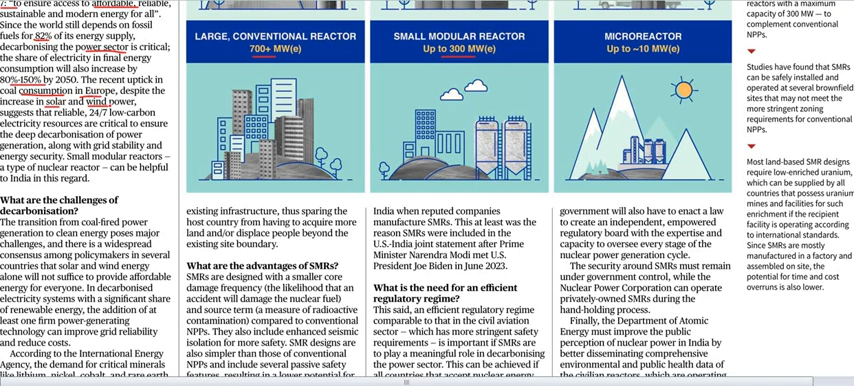 7: “to ensure access to affordable, reliable,
sustainable and modern energy for all”.
Since the world still depends on fossil
fuels for 82% of its energy supply,
decarbonising the power sector is critical;
the share of electricity in final energy
consumption will also increase by
80%-150% by 2050. The recent uptick in
coal consumption in Europe, despite the
increase in solar and wind power,
suggests that reliable, 24/7 low-carbon
electricity resources are critical to ensure
the deep decarbonisation of power
generation, along with grid stability and
energy security. Small modular reactors —
a type of nuclear reactor — can be helpful
to India in this regard.
What are the challenges of
decarbonisation?
The transition from coal-fired power
generation to clean energy poses major
challenges, and there is a widespread
consensus among policymakers in several
countries that solar and wind energy
alone will not suffice to provide affordable
energy for everyone. In decarbonised
electricity systems with a significant share
of renewable energy, the addition of at
least one firm power-generating
technology can improve grid reliability
and reduce costs.
According to the International Energy
Agency, the demand for critical minerals
like lithium, nickel, cobalt, and rare earth
LARGE, CONVENTIONAL REACTOR
700+ MW(e)
SMALL MODULAR REACTOR
Up to 300 MW(e)
MICROREACTOR
Up to ~10 MW(e)
existing infrastructure, thus sparing the
host country from having to acquire more
land and/or displace people beyond the
existing site boundary.
What are the advantages of SMRs?
SMRs are designed with a smaller core
damage frequency (the likelihood that an
accident will damage the nuclear fuel)
and source term (a measure of radioactive
contamination) compared to conventional
NPPs. They also include enhanced seismic
isolation for more safety. SMR designs are
also simpler than those of conventional
NPPs and include several passive safety
features, resulting in a lower potential for
India when reputed companies
manufacture SMRs. This at least was the
reason SMRs were included in the
U.S.-India joint statement after Prime
Minister Narendra Modi met U.S.
President Joe Biden in June 2023.
What is the need for an efficient
regulatory regime?
This said, an efficient regulatory regime
comparable to that in the civil aviation
sector — which has more stringent safety
requirements — is important if SMRs are
to play a meaningful role in decarbonising
the power sector. This can be achieved if
all countries that accept nuclear energy
government will also have to enact a law
to create an independent, empowered
regulatory board with the expertise and
capacity to oversee every stage of the
nuclear power generation cycle.
The security around SMRs must remain
under government control, while the
Nuclear Power Corporation can operate
privately-owned SMRs during the
hand-holding process.
Finally, the Department of Atomic
Energy must improve the public
perception of nuclear power in India by
better disseminating comprehensive
environmental and public health data of
the civilian reactors, which are operating
reactors with a maximum
capacity of 300 MW — to
complement conventional
NPPs.
Studies have found that SMRs
can be safely installed and
operated at several brownfield
sites that may not meet the
more stringent zoning
requirements for conventional
NPPs.
Most land-based SMR designs
require low-enriched uranium,
which can be supplied by all
countries that possess uranium
mines and facilities for such
enrichment if the recipient
facility is operating according
to international standards.
Since SMRs are mostly
manufactured in a factory and
assembled on site, the
potential for time and cost
overruns is also lower.